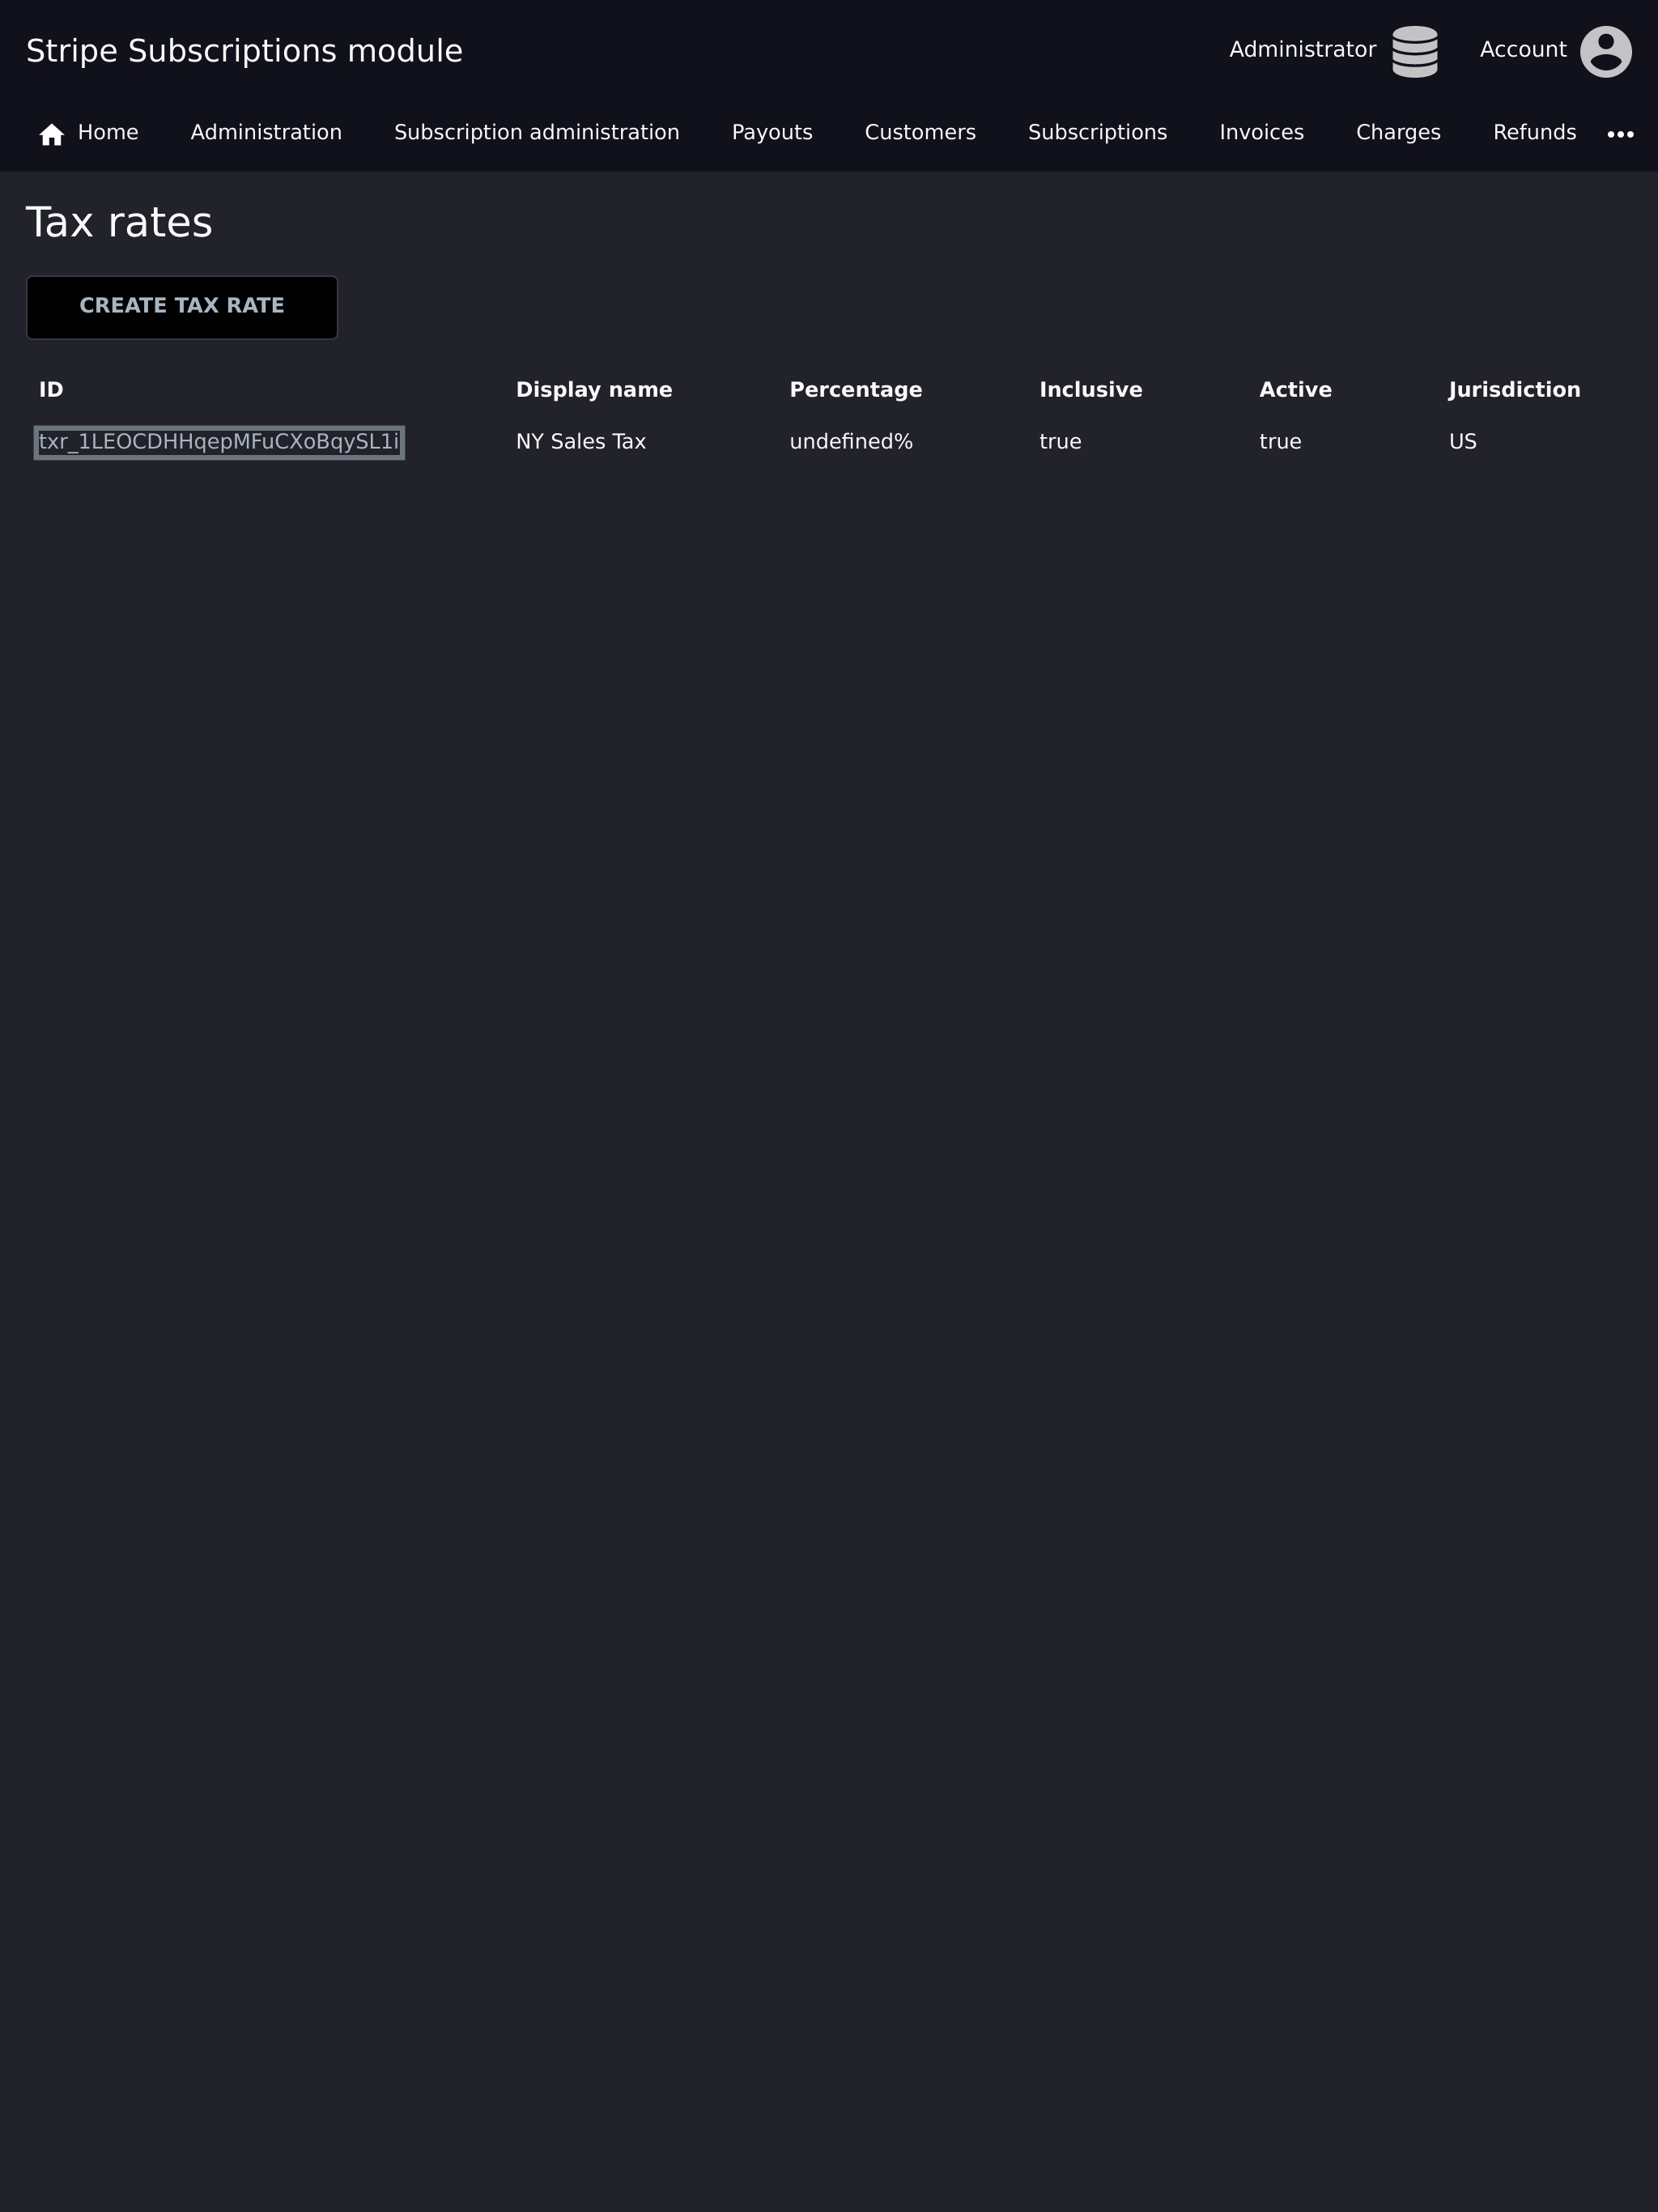 Stripe Subscriptions module
Administrator Account
Home Administration Subscription administration Payouts Customers Subscriptions Invoices Charges Refunds
Tax rates
CREATE TAX RATE
ID Display name Percentage Inclusive Active Jurisdiction
txr_1LEOCDHHqepMFuCXoBqySL1i NY Sales Tax undefined% true true US